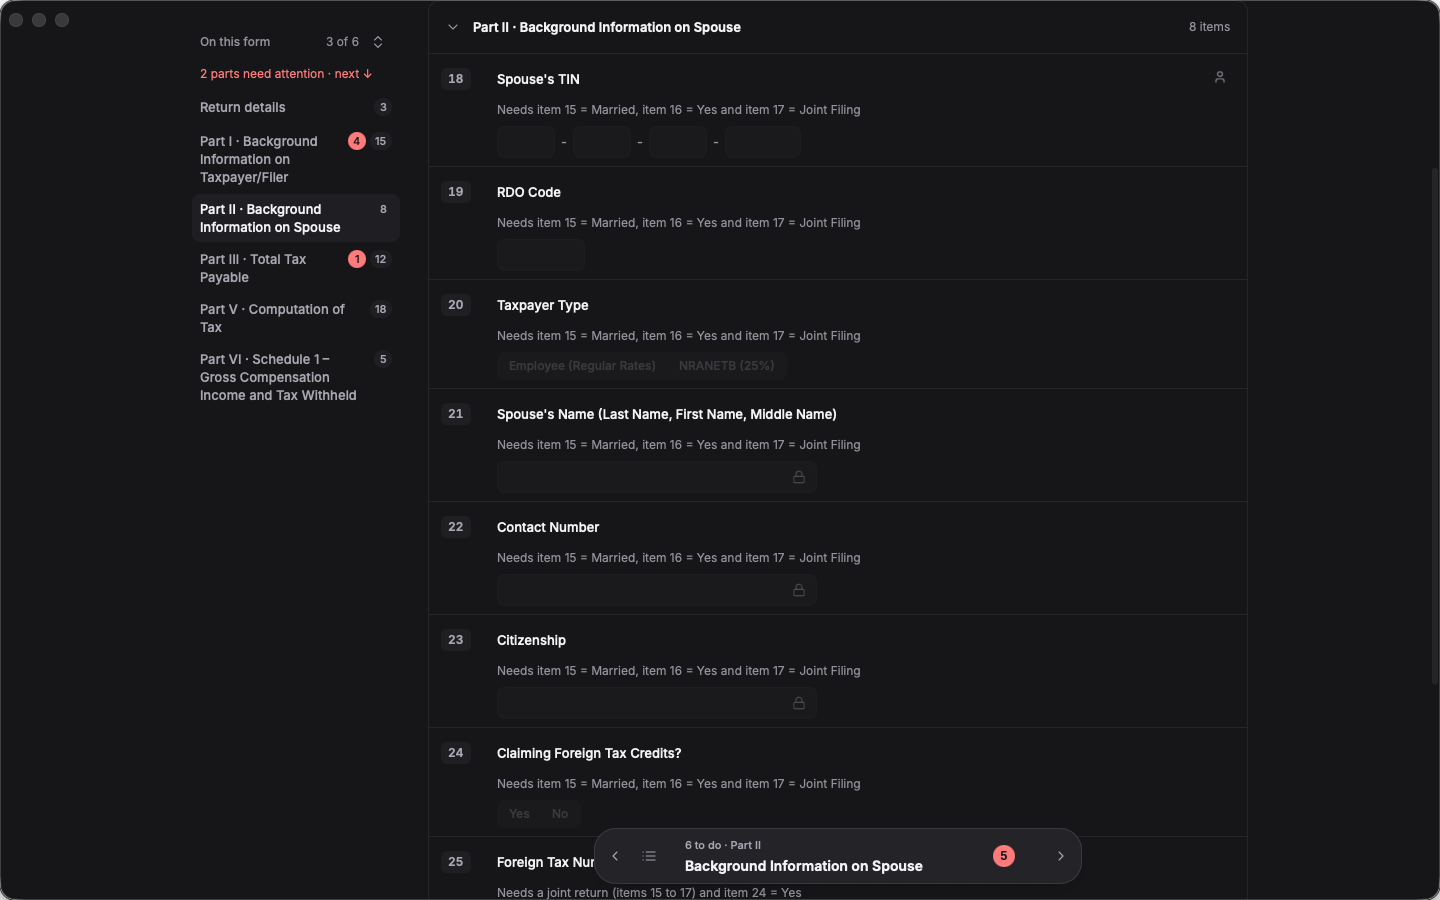 On this form
3 of 6
2 parts need attention · next ↓
Return details
3
Part I · Background
Information on
Taxpayer/Filer
4
15
Part II · Background
Information on Spouse
8
Part III · Total Tax
Payable
1
12
Part V · Computation of
Tax
18
Part VI · Schedule 1 –
Gross Compensation
Income and Tax Withheld
5
Part II · Background Information on Spouse
8 items
18
Spouse's TIN
Needs item 15 = Married, item 16 = Yes and item 17 = Joint Filing
- - -
19
RDO Code
Needs item 15 = Married, item 16 = Yes and item 17 = Joint Filing
20
Taxpayer Type
Needs item 15 = Married, item 16 = Yes and item 17 = Joint Filing
Employee (Regular Rates) NRANETB (25%)
21
Spouse's Name (Last Name, First Name, Middle Name)
Needs item 15 = Married, item 16 = Yes and item 17 = Joint Filing
22
Contact Number
Needs item 15 = Married, item 16 = Yes and item 17 = Joint Filing
23
Citizenship
Needs item 15 = Married, item 16 = Yes and item 17 = Joint Filing
24
Claiming Foreign Tax Credits?
Needs item 15 = Married, item 16 = Yes and item 17 = Joint Filing
Yes No
25
Foreign Tax Nu
Needs a joint return (items 15 to 17) and item 24 = Yes
6 to do · Part II
Background Information on Spouse
5